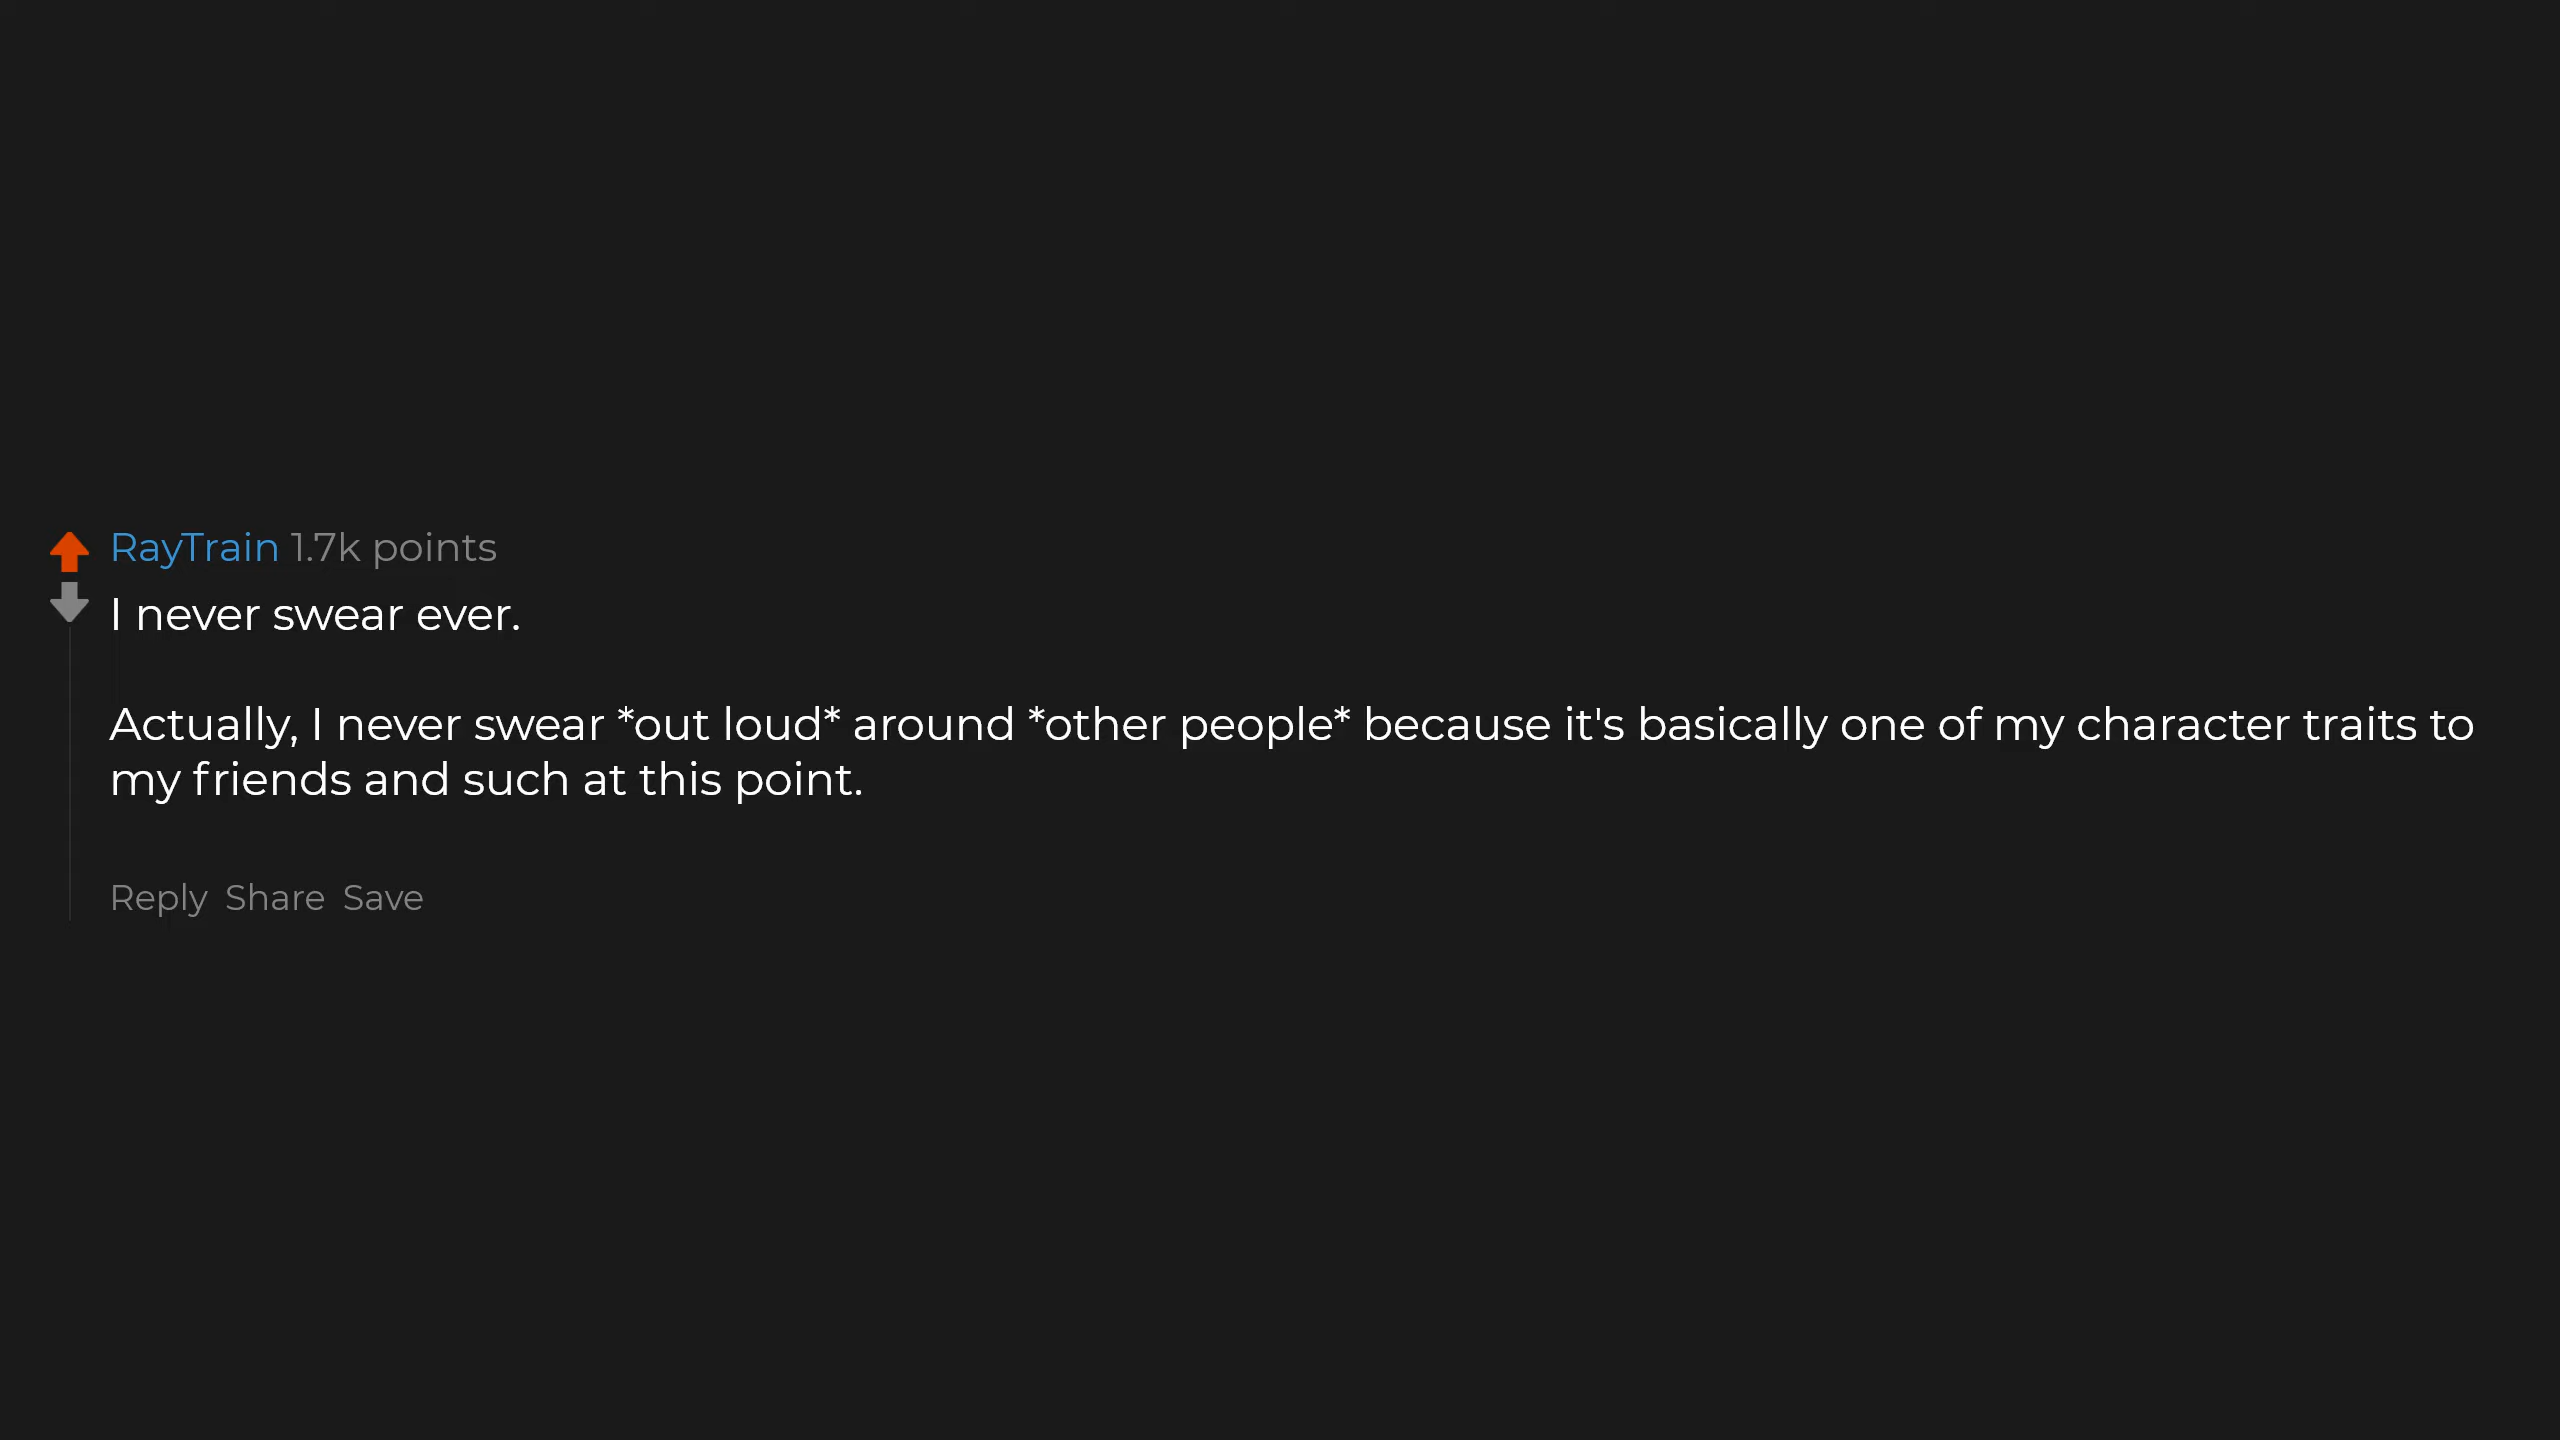 RayTrain 1.7k points
I never swear ever.
Actually, I never swear *out loud* around *other people* because it's basically one of my character traits to
my friends and such at this point.
Reply Share Save